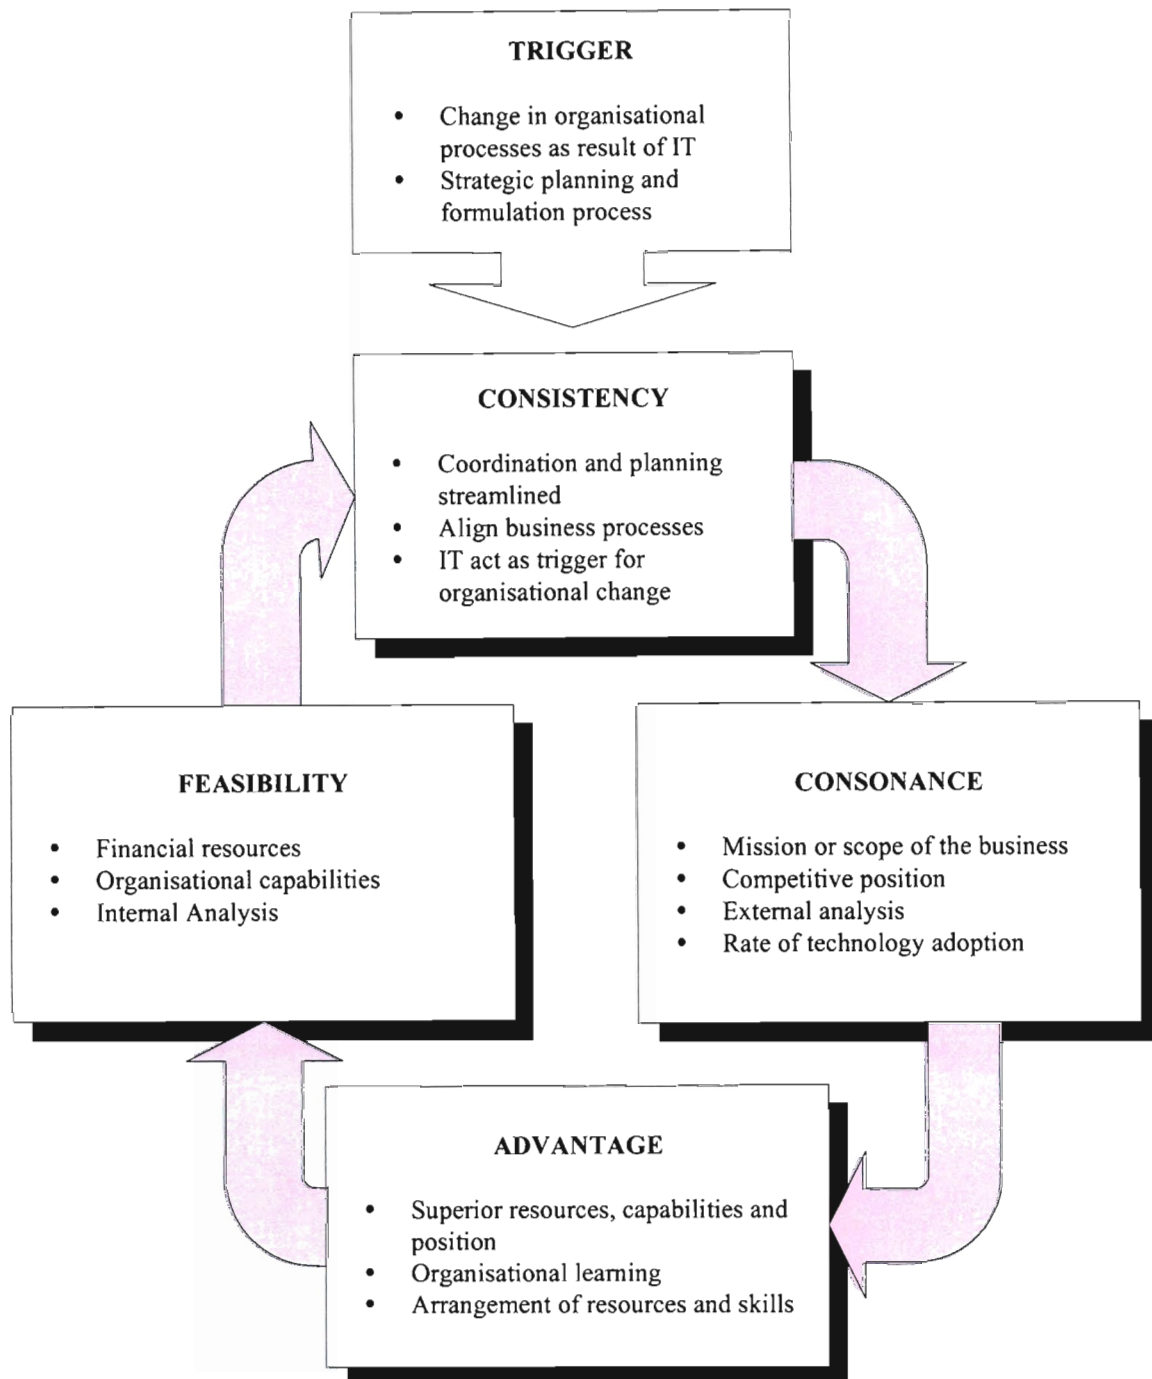 TRIGGER
• Change in organisational
processes as result of IT
• Strategic planning and
formulation process
CONSISTENCY
• Coordination and planning
streamlined
• Align business processes
• IT act as trigger for
organisational change
FEASIBILITY
• Financial resources
• Organisational capabilities
• Internal Analysis
CONSONANCE
• Mission or scope of the business
• Competitive position
• External analysis
• Rate of technology adoption
ADVANTAGE
• Superior resources, capabilities and
position
• Organisational learning
• Arrangement of resources and skills